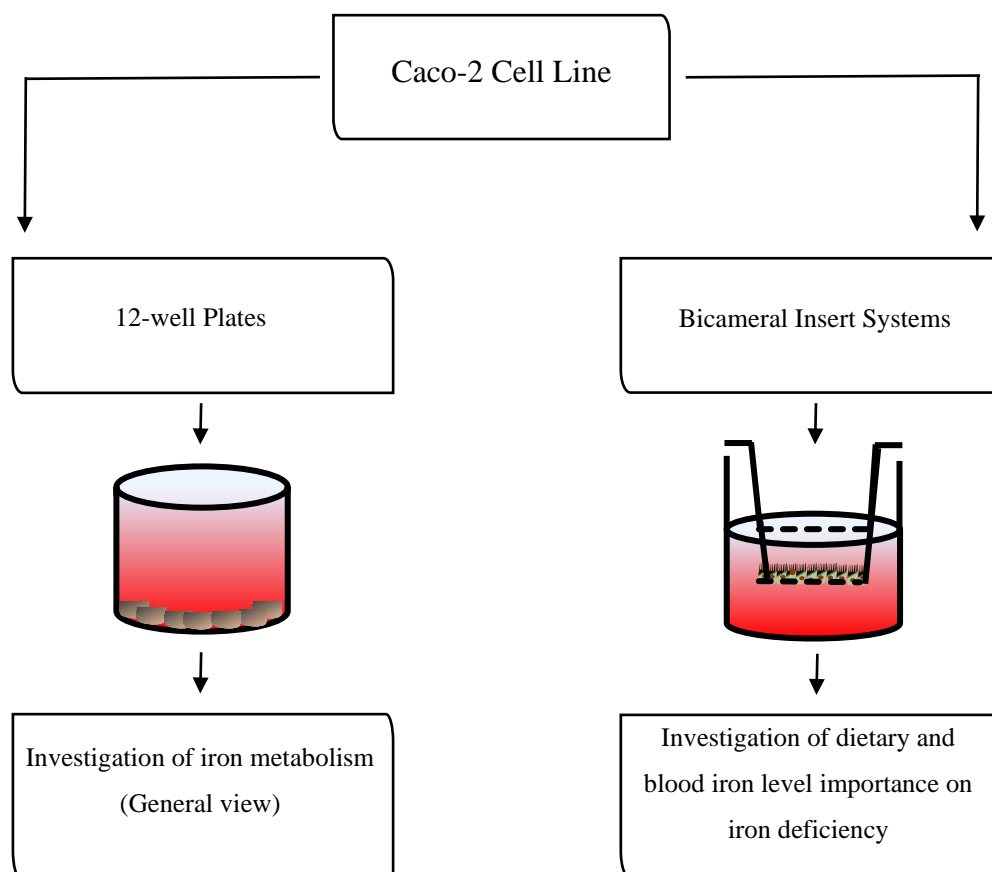 Caco-2 Cell Line
12-well Plates
Bicameral Insert Systems
Investigation of iron metabolism
(General view)
Investigation of dietary and
blood iron level importance on
iron deficiency